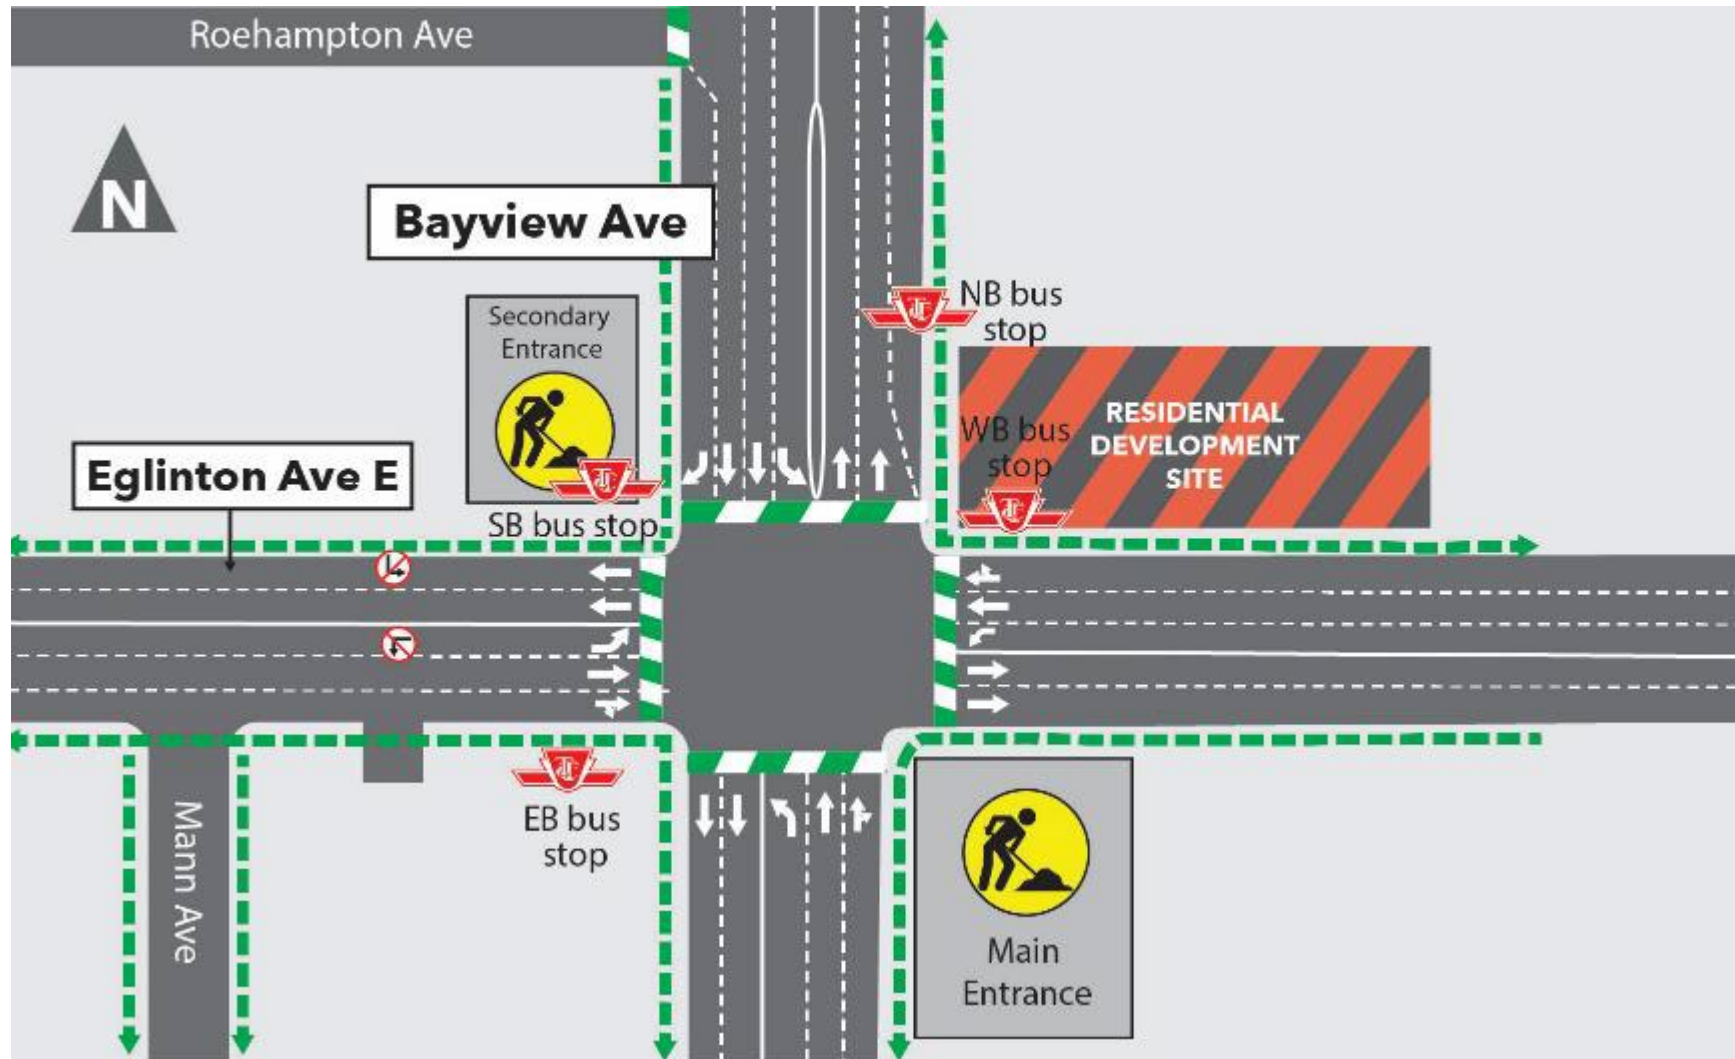 Roehampton Ave
N
Bayview Ave
Secondary
Entrance
NB bus
stop
WB bus
stop
RESIDENTIAL
DEVELOPMENT
SITE
Eglinton Ave E
SB bus stop
EB bus
stop
Mann Ave
Main
Entrance